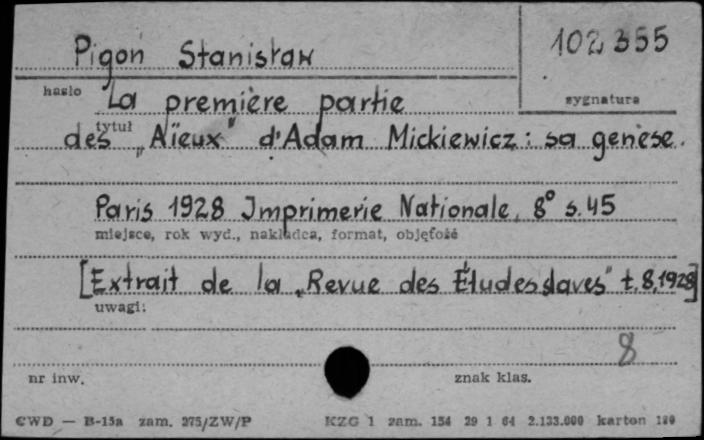 Pigoń Stanisław
102355
hasło
sygnatura
La première partie
tytuł
des „Aïeux" d'Adam Mickiewicz : sa genèse.
Paris 1928 Imprimerie Nationale, 8° s. 45
miejsce, rok wyd., nakładca, format, objętość
[Extrait de la „Revue des Études slaves" t. 8, 1928]
uwagi:
8
nr inw.
znak klas.
CWD — B-15a zam. 275/ZW/P KZG 1 zam. 154 29 1 64 2.133.000 karton